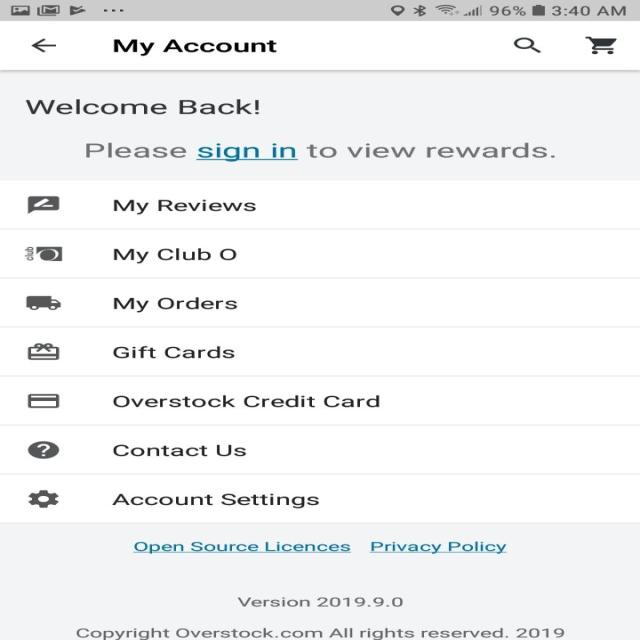 96% 3:40 AM
My Account
Welcome Back!
Please sign in to view rewards.
My Reviews
club O
My Club O
My Orders
Gift Cards
Overstock Credit Card
? Contact Us
Account Settings
Open Source Licences Privacy Policy
Version 2019.9.0
Copyright Overstock.com All rights reserved. 2019